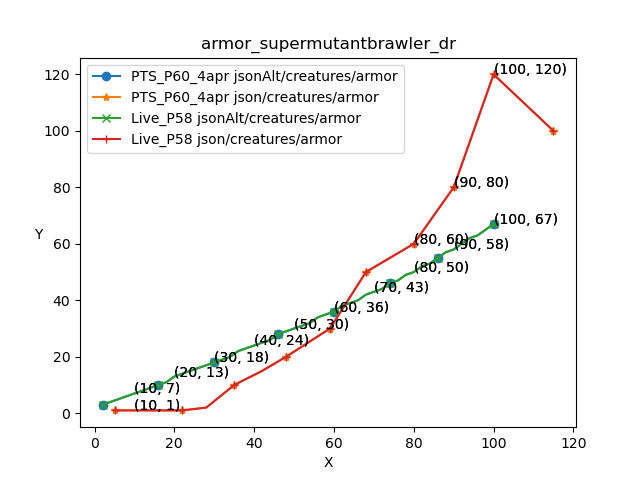 armor_supermutantbrawler_dr
PTS_P60_4apr jsonAlt/creatures/armor
PTS_P60_4apr json/creatures/armor
Live_P58 jsonAlt/creatures/armor
Live_P58 json/creatures/armor
(100, 120)
(90, 80)
(100, 67)
(80, 60)
(90, 58)
(80, 50)
(70, 43)
(60, 36)
(50, 30)
(40, 24)
(30, 18)
(20, 13)
(10, 7)
(10, 1)
120
100
80
60
40
20
0
Y
0 20 40 60 80 100 120
X